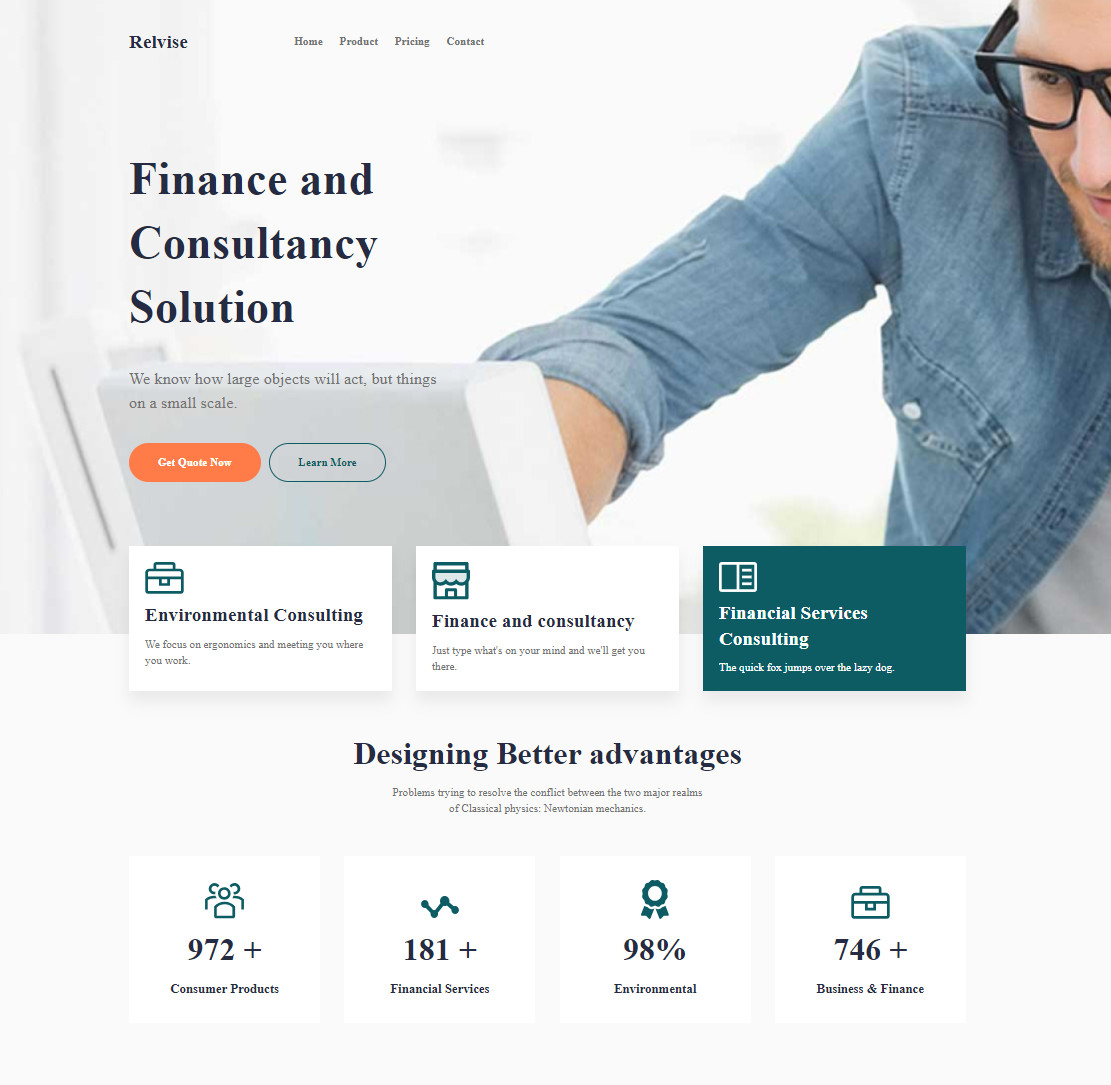 Relvise
Home Product Pricing Contact
Finance and
Consultancy
Solution
We know how large objects will act, but things
on a small scale.
Get Quote Now
Learn More
Environmental Consulting
We focus on ergonomics and meeting you where
you work.
Finance and consultancy
Just type what's on your mind and we'll get you
there.
Financial Services
Consulting
The quick fox jumps over the lazy dog.
Designing Better advantages
Problems trying to resolve the conflict between the two major realms
of Classical physics: Newtonian mechanics.
972 +
Consumer Products
181 +
Financial Services
98%
Environmental
746 +
Business & Finance